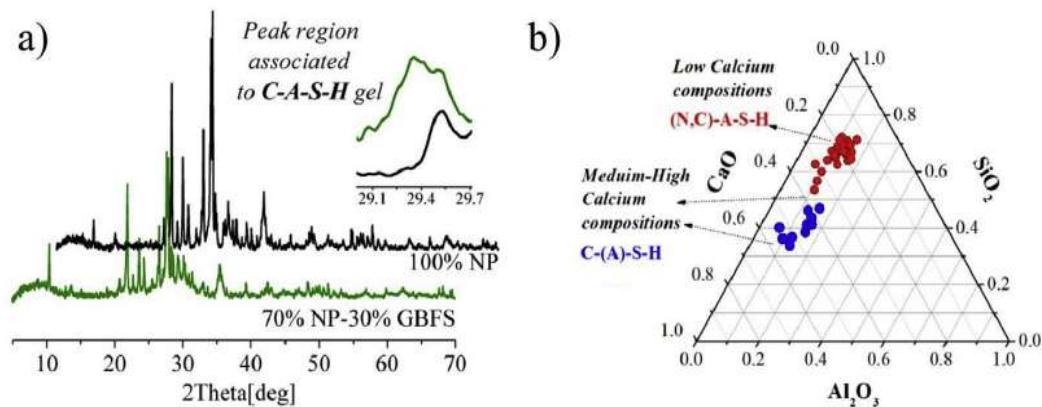 a)
Peak region
associated
to C-A-S-H gel
29.1 29.4 29.7
100% NP
70% NP-30% GBFS
10 20 30 40 50 60 70
2Theta[deg]
b)
Low Calcium
compositions
(N,C)-A-S-H
Meduim-High
Calcium
compositions
C-(A)-S-H
CaO
0.0
0.2
0.4
0.6
0.8
1.0
SiO₂
1.0
0.8
0.6
0.4
0.2
0.0
0.0 0.2 0.4 0.6 0.8 1.0
Al₂O₃